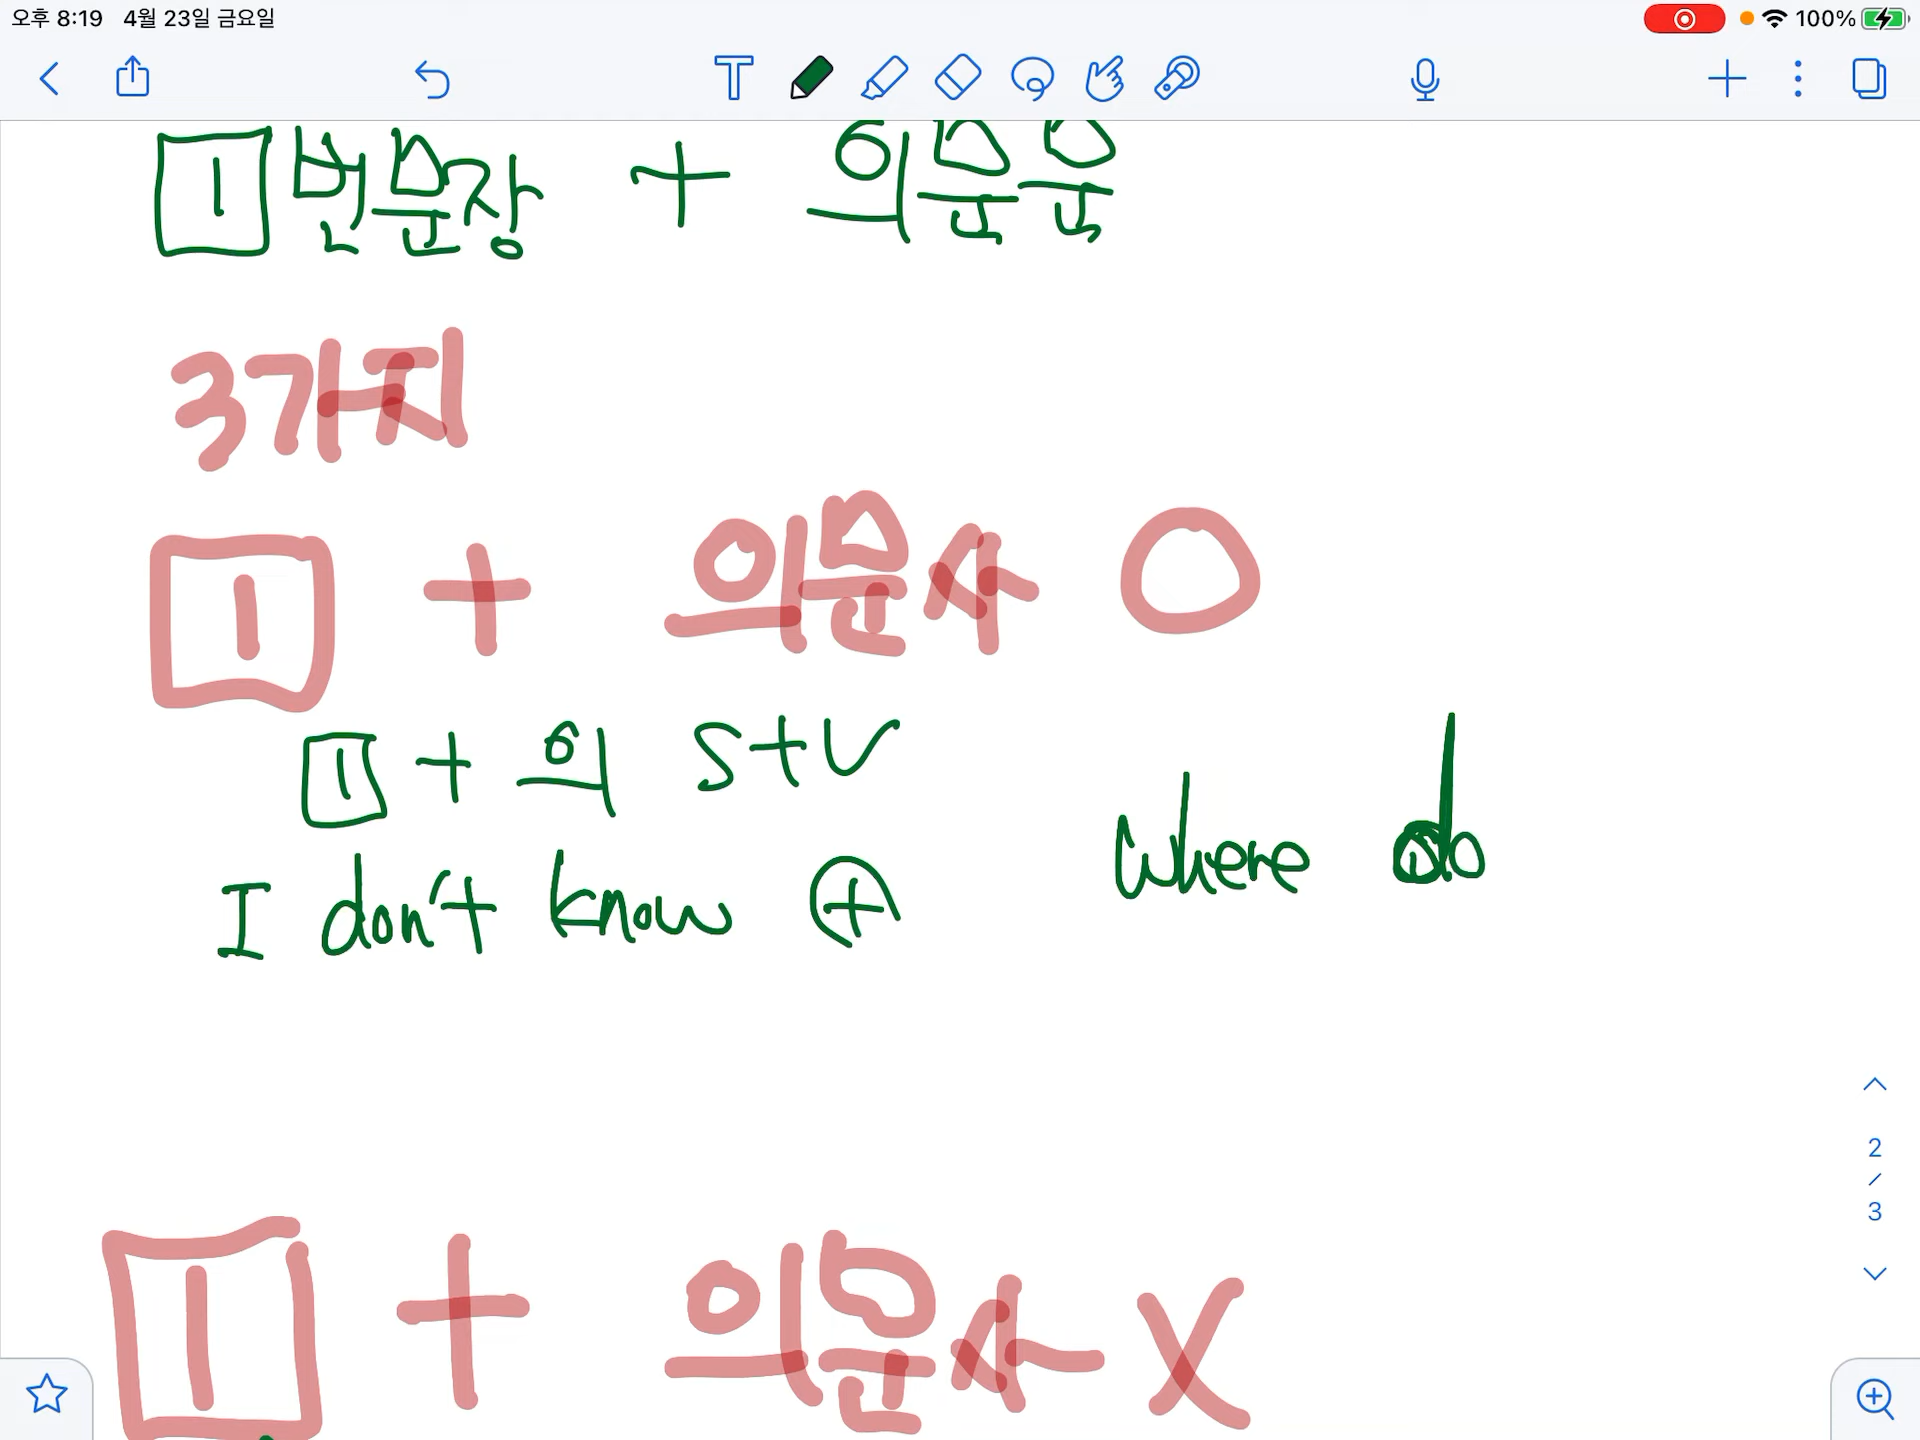 오후 8:19 4월 23일 금요일 100%
1번문장 + 의문문
3가지
1 + 의문사 O
1 + 의 S+V
I don't know + Where do
2
/
3
1 + 의문사 X